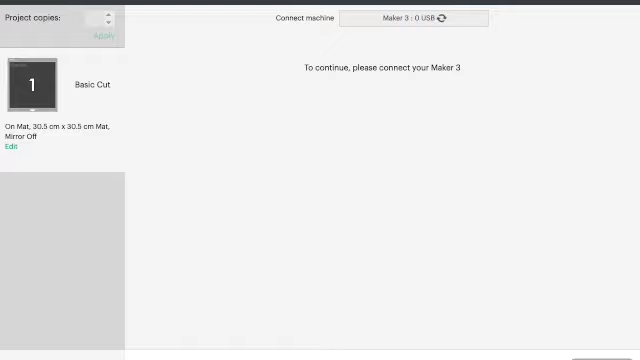 Project copies:
Apply
Connect machine
Maker 3 : 0 USB
To continue, please connect your Maker 3
1
Basic Cut
On Mat, 30.5 cm x 30.5 cm Mat,
Mirror Off
Edit